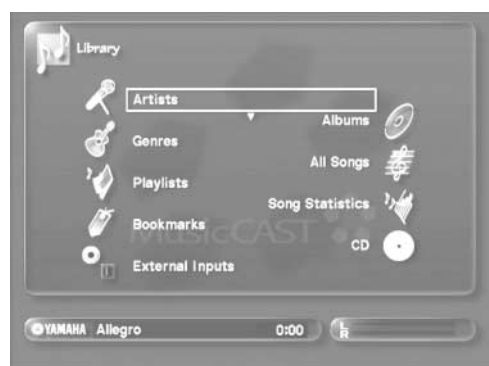 Library
Artists
Albums
Genres
All Songs
Playlists
Song Statistics
Bookmarks
MusicCAST
CD
External Inputs
YAMAHA Allegro 0:00 L
R